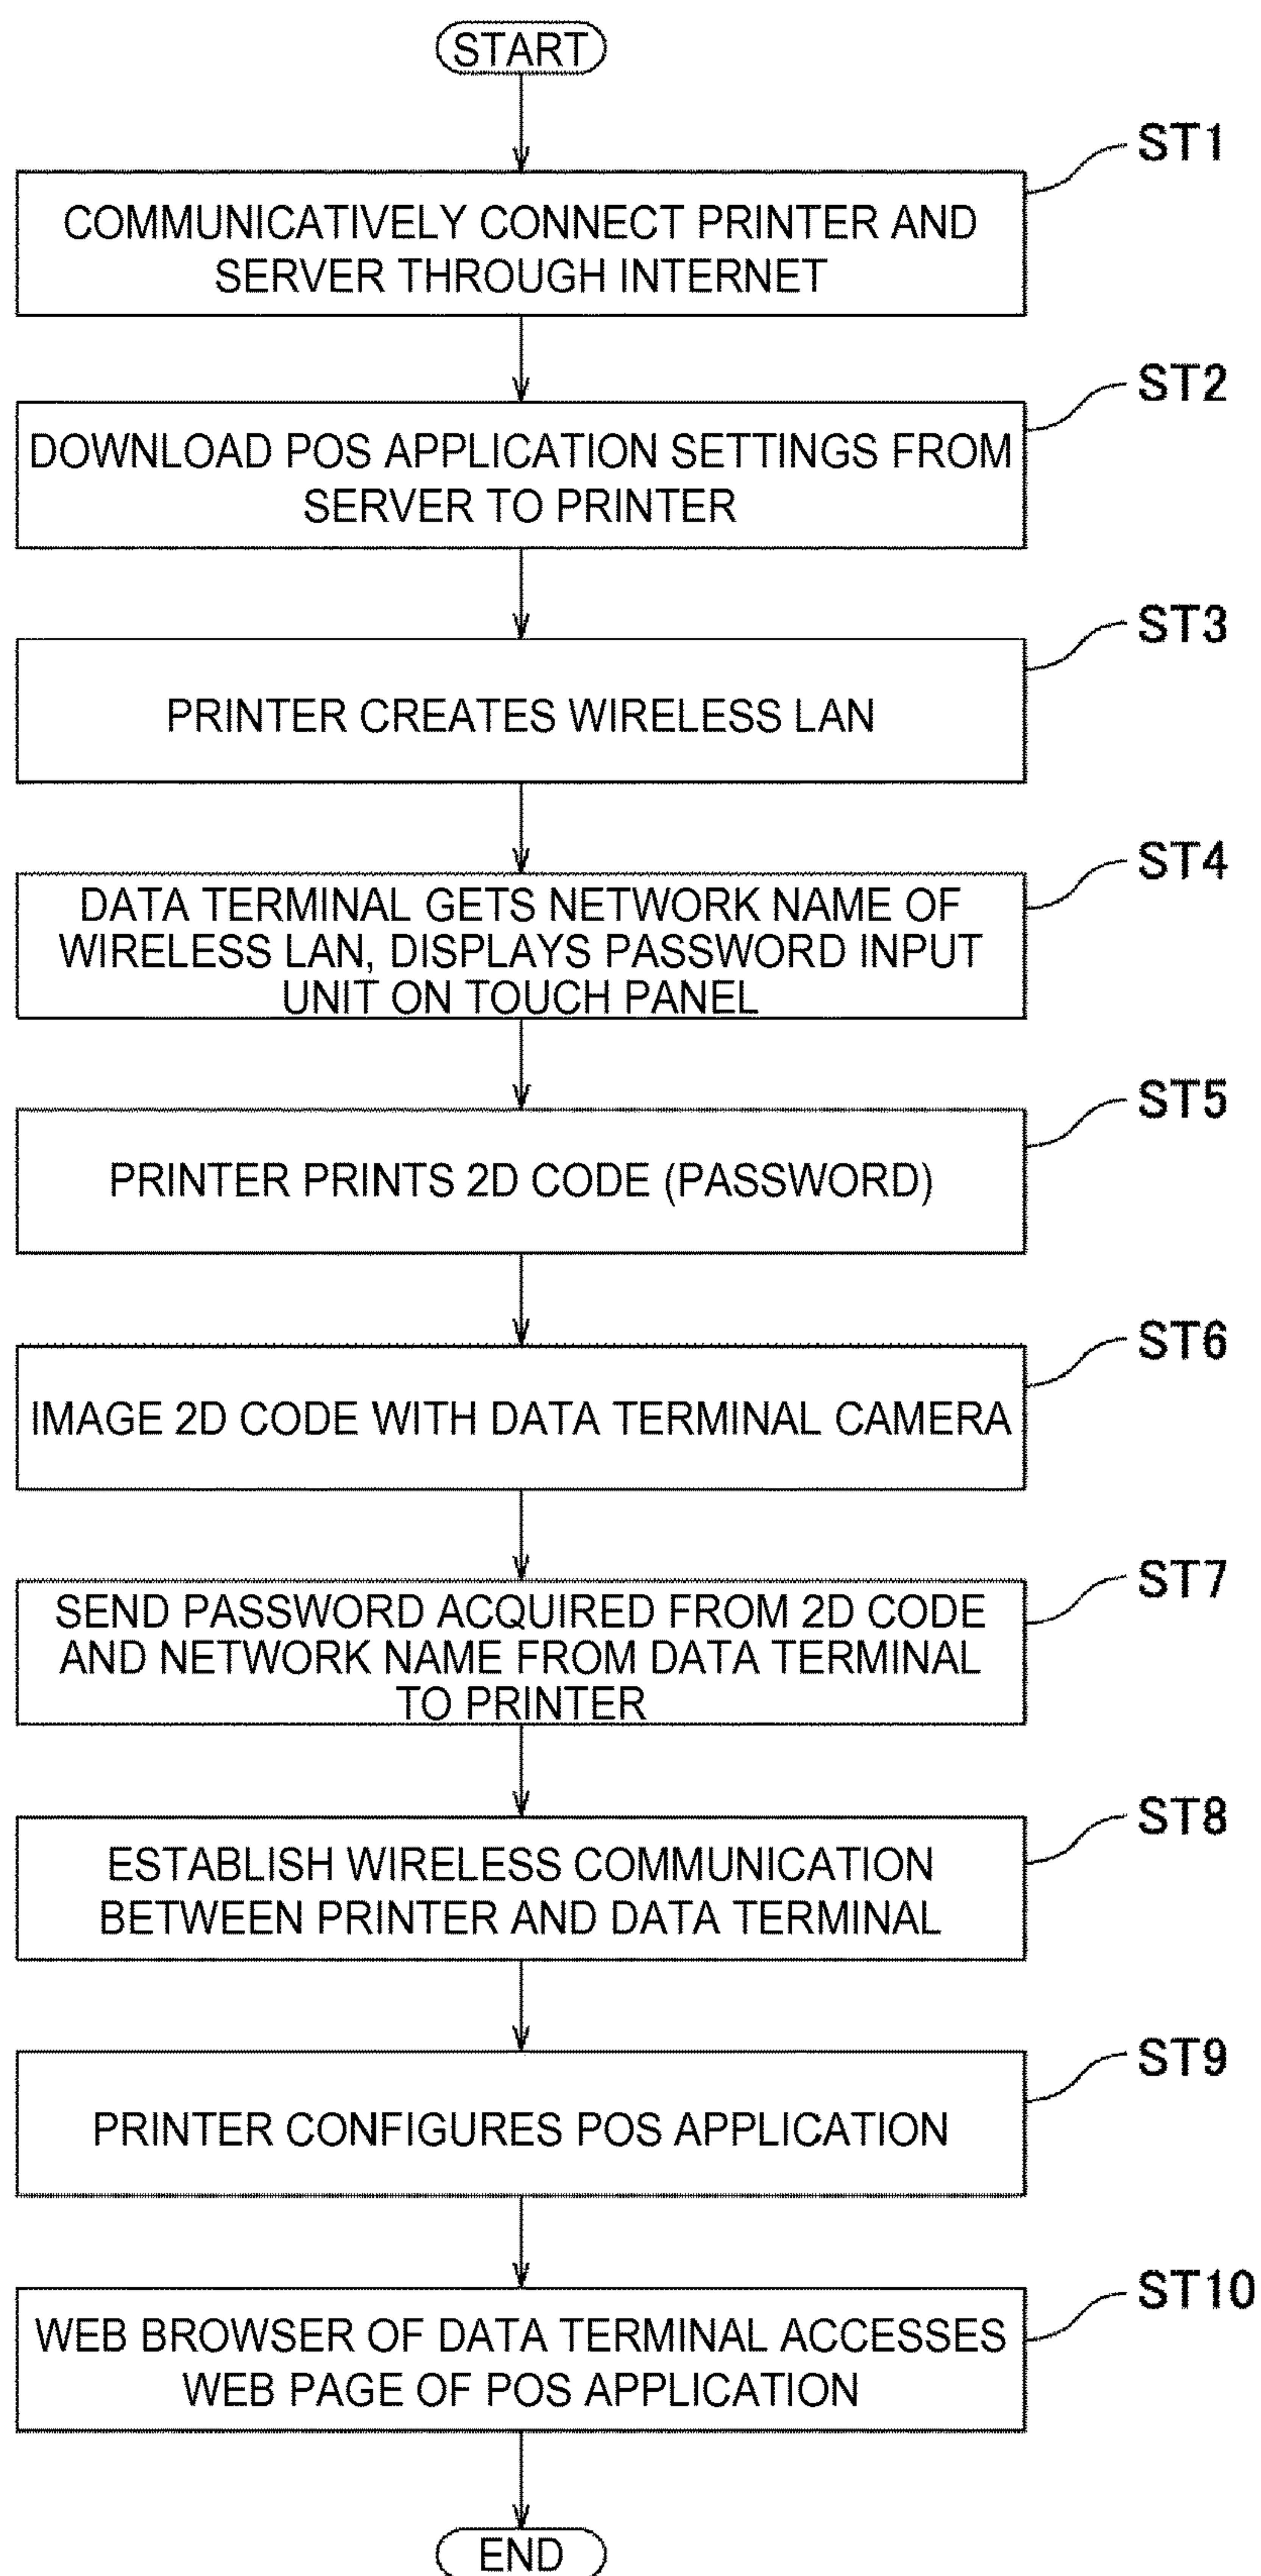 START
ST1
COMMUNICATIVELY CONNECT PRINTER AND
SERVER THROUGH INTERNET
ST2
DOWNLOAD POS APPLICATION SETTINGS FROM
SERVER TO PRINTER
ST3
PRINTER CREATES WIRELESS LAN
ST4
DATA TERMINAL GETS NETWORK NAME OF
WIRELESS LAN, DISPLAYS PASSWORD INPUT
UNIT ON TOUCH PANEL
ST5
PRINTER PRINTS 2D CODE (PASSWORD)
ST6
IMAGE 2D CODE WITH DATA TERMINAL CAMERA
ST7
SEND PASSWORD ACQUIRED FROM 2D CODE
AND NETWORK NAME FROM DATA TERMINAL
TO PRINTER
ST8
ESTABLISH WIRELESS COMMUNICATION
BETWEEN PRINTER AND DATA TERMINAL
ST9
PRINTER CONFIGURES POS APPLICATION
ST10
WEB BROWSER OF DATA TERMINAL ACCESSES
WEB PAGE OF POS APPLICATION
END